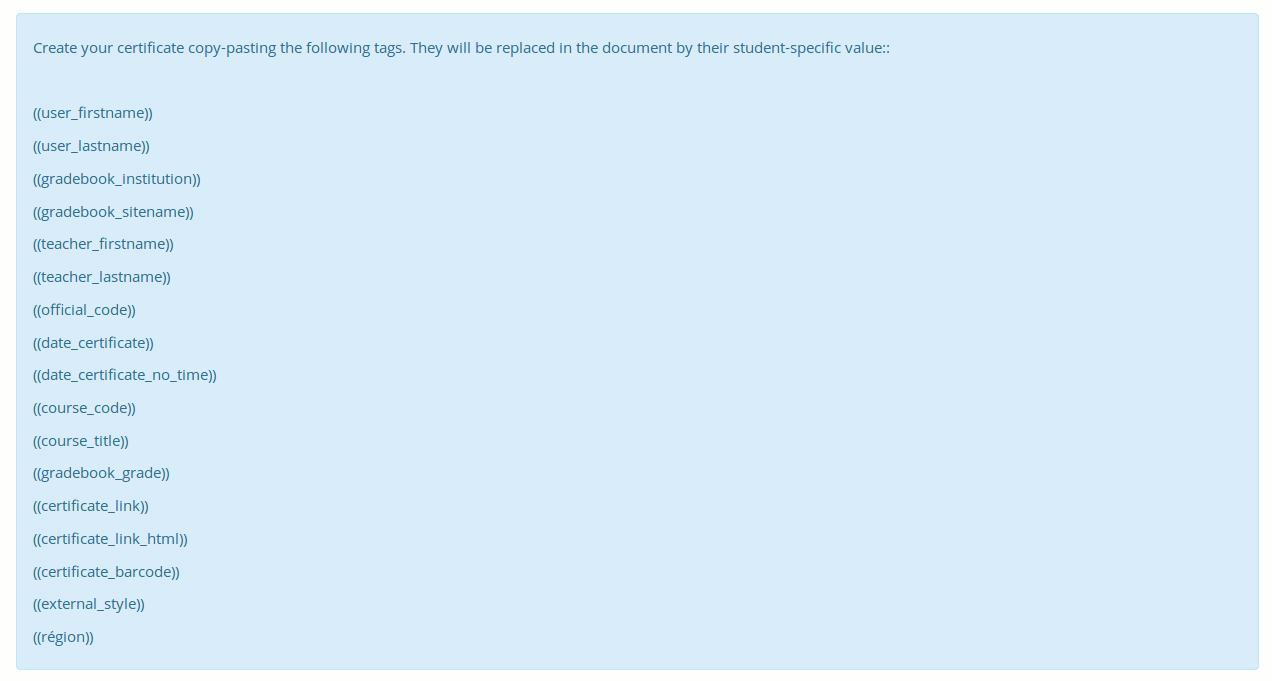 Create your certificate copy-pasting the following tags. They will be replaced in the document by their student-specific value::
((user_firstname))
((user_lastname))
((gradebook_institution))
((gradebook_sitename))
((teacher_firstname))
((teacher_lastname))
((official_code))
((date_certificate))
((date_certificate_no_time))
((course_code))
((course_title))
((gradebook_grade))
((certificate_link))
((certificate_link_html))
((certificate_barcode))
((external_style))
((région))